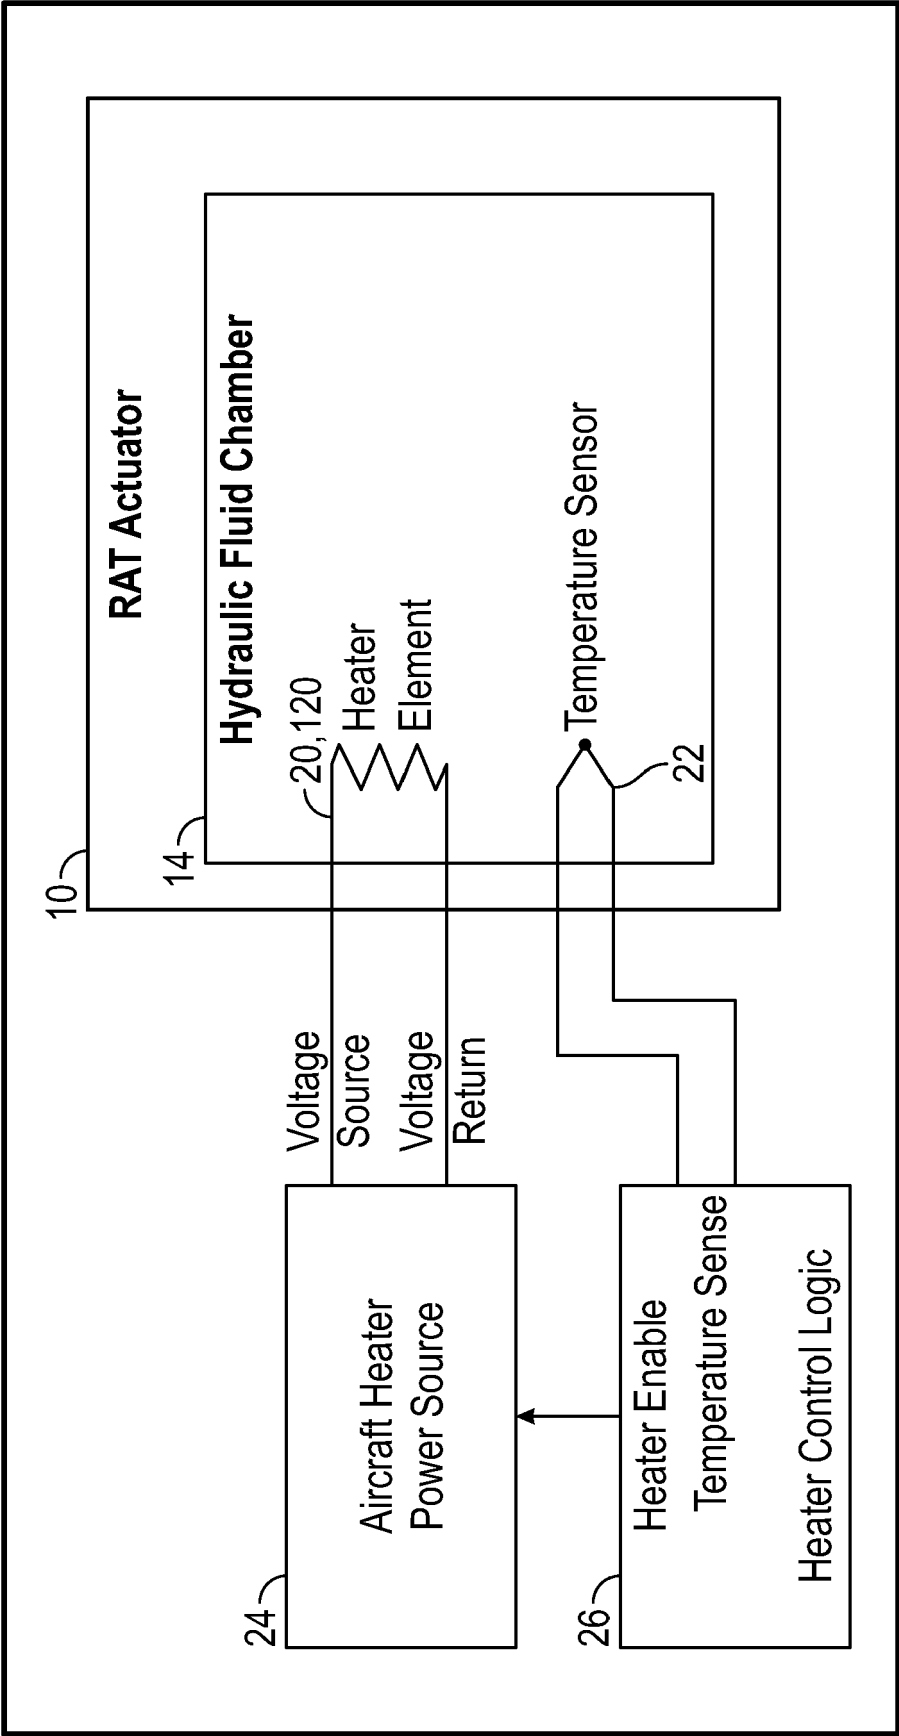 10
RAT Actuator
14
Hydraulic Fluid Chamber
20,120
Heater
Element
Temperature Sensor
22
Voltage
Source
Voltage
Return
24
Aircraft Heater
Power Source
26
Heater Enable
Temperature Sense
Heater Control Logic